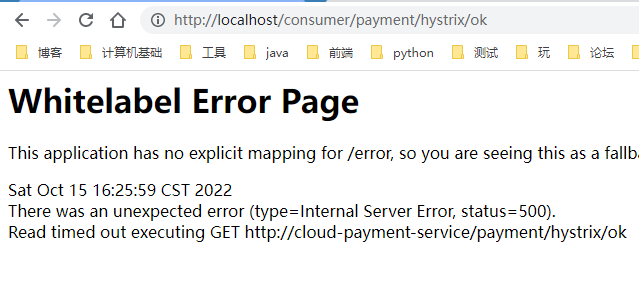 http://localhost/consumer/payment/hystrix/ok
博客 计算机基础 工具 java 前端 python 测试 玩 论坛
Whitelabel Error Page
This application has no explicit mapping for /error, so you are seeing this as a fallba
Sat Oct 15 16:25:59 CST 2022
There was an unexpected error (type=Internal Server Error, status=500).
Read timed out executing GET http://cloud-payment-service/payment/hystrix/ok